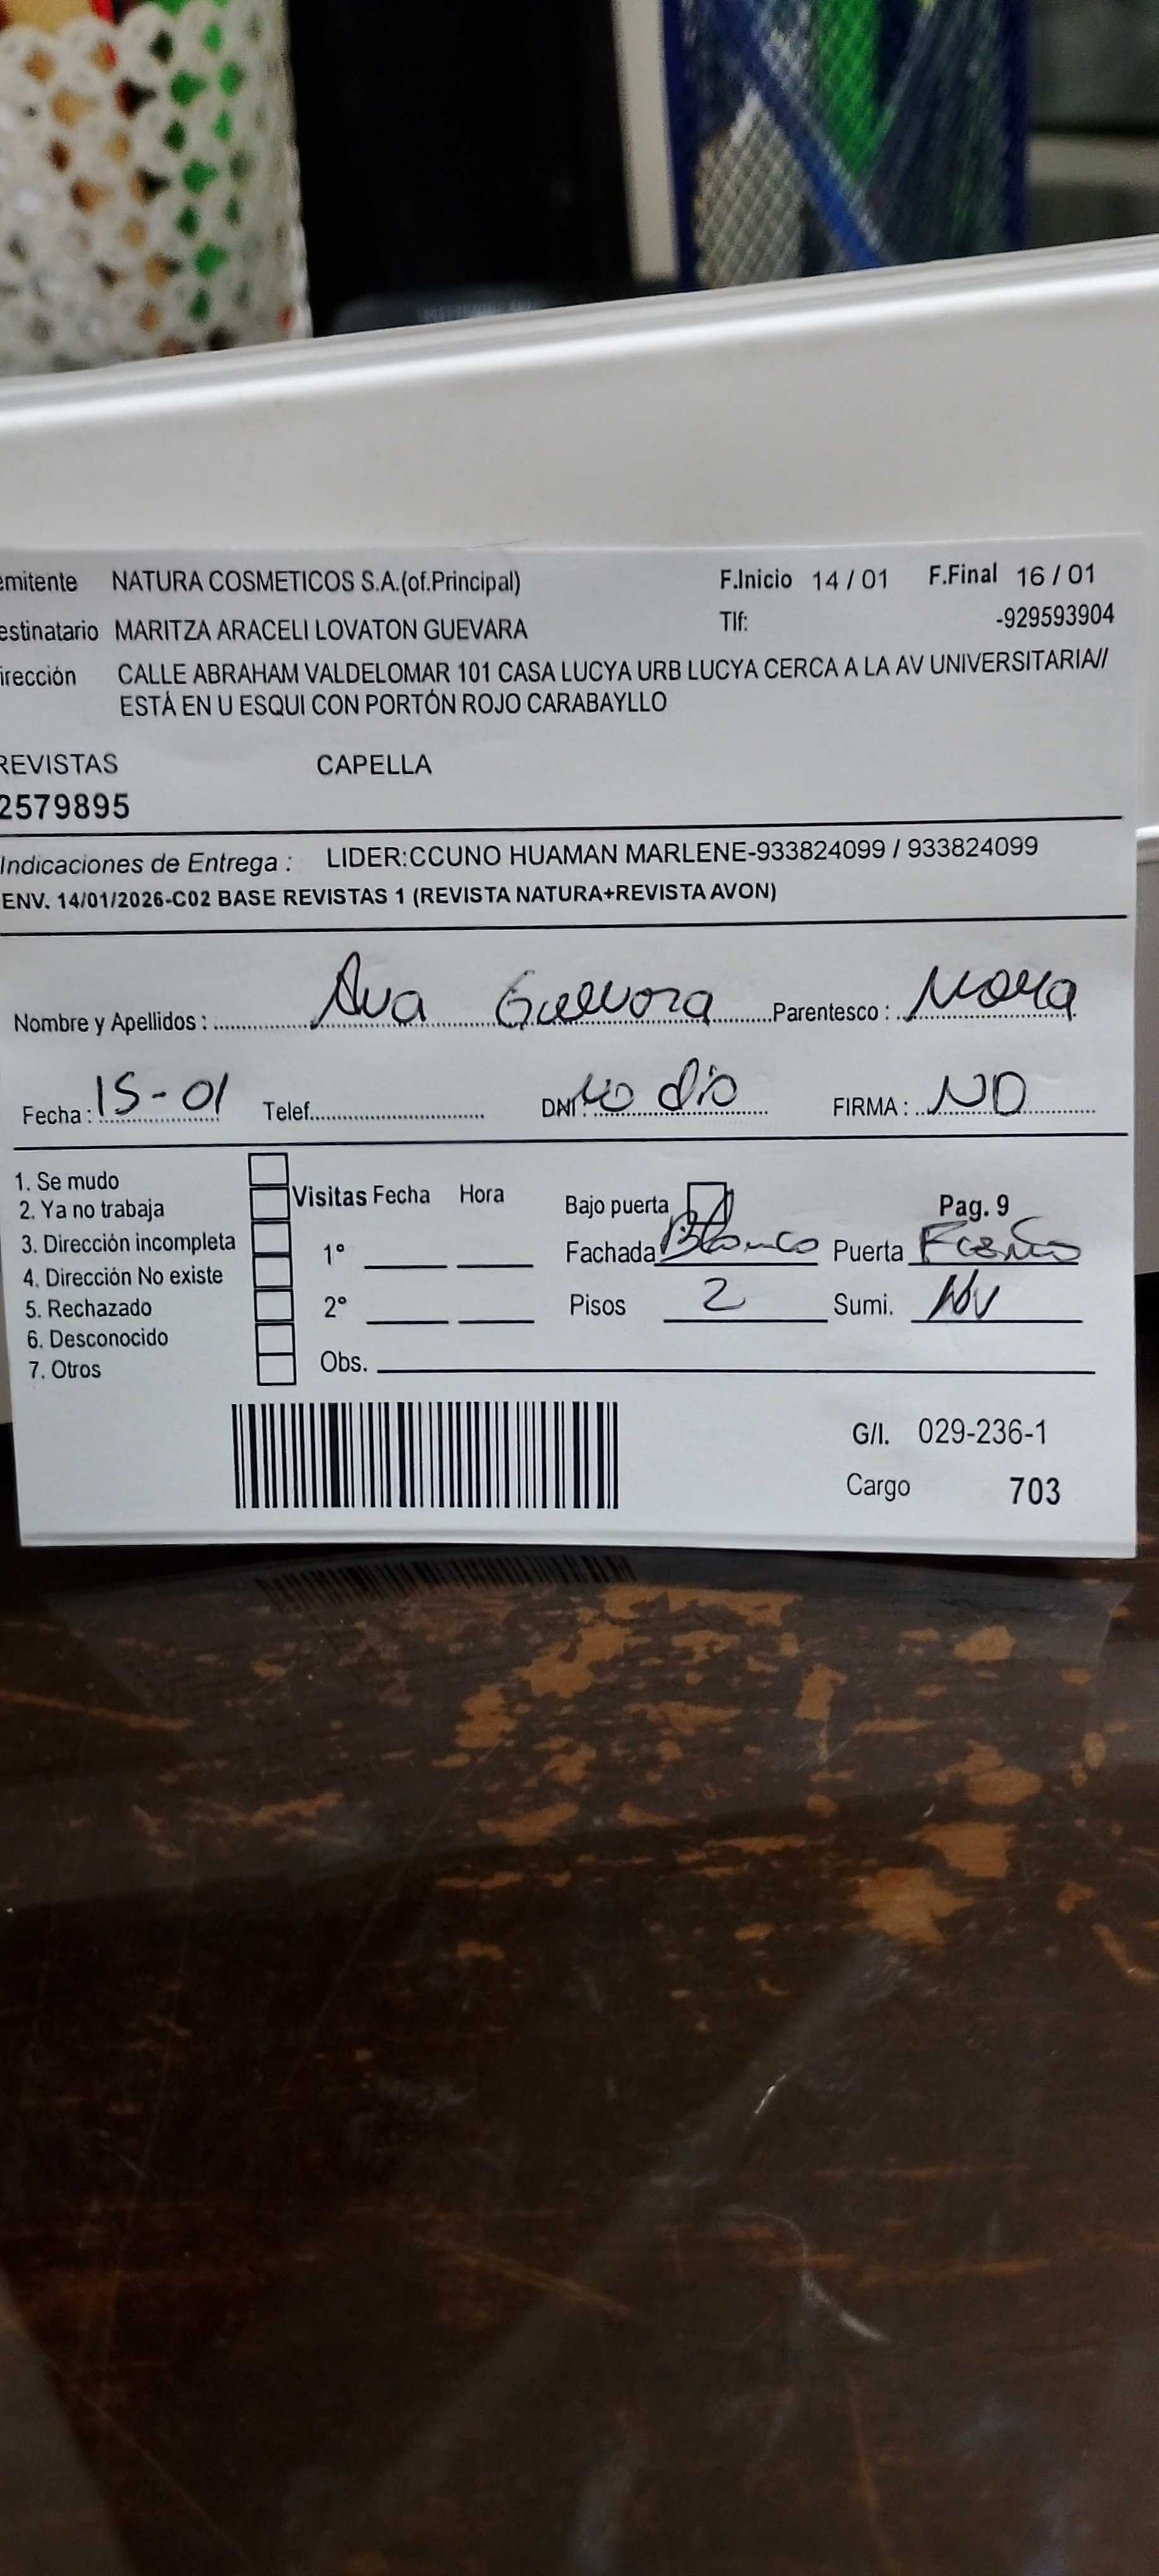 emitente NATURA COSMETICOS S.A.(of.Principal) F.Inicio 14 / 01 F.Final 16 / 01
estinatario MARITZA ARACELI LOVATON GUEVARA Tlf: -929593904
irección CALLE ABRAHAM VALDELOMAR 101 CASA LUCYA URB LUCYA CERCA A LA AV UNIVERSITARIA//
ESTÁ EN U ESQUI CON PORTÓN ROJO CARABAYLLO
REVISTAS CAPELLA
2579895
Indicaciones de Entrega : LIDER:CCUNO HUAMAN MARLENE-933824099 / 933824099
ENV. 14/01/2026-C02 BASE REVISTAS 1 (REVISTA NATURA+REVISTA AVON)
Nombre y Apellidos : Ana Guevara Parentesco :
Fecha : 15-01 Telef. DNI : no dio FIRMA : ND
1. Se mudo
2. Ya no trabaja Visitas Fecha Hora Bajo puerta Pag. 9
3. Dirección incompleta 1° Fachada Blanco Puerta
4. Dirección No existe
5. Rechazado 2° Pisos 2 Sumi. NV
6. Desconocido
7. Otros Obs.
G/I. 029-236-1
Cargo 703